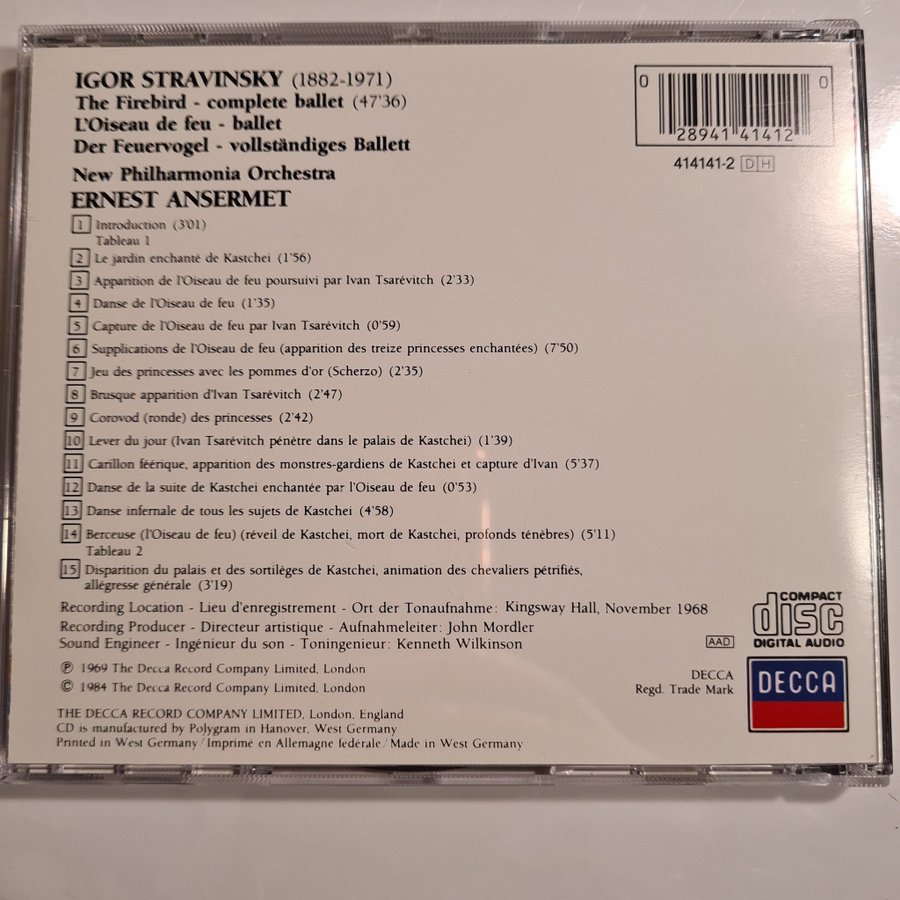 IGOR STRAVINSKY (1882-1971)
The Firebird - complete ballet (47'36)
L'Oiseau de feu - ballet
Der Feuervogel - vollständiges Ballett
New Philharmonia Orchestra
ERNEST ANSERMET
0 28941 41412 0
414141-2 DH
1 Introduction (3'01)
Tableau 1
2 Le jardin enchanté de Kastchei (1'56)
3 Apparition de l'Oiseau de feu poursuivi par Ivan Tsarévitch (2'33)
4 Danse de l'Oiseau de feu (1'35)
5 Capture de l'Oiseau de feu par Ivan Tsarévitch (0'59)
6 Supplications de l'Oiseau de feu (apparition des treize princesses enchantées) (7'50)
7 Jeu des princesses avec les pommes d'or (Scherzo) (2'35)
8 Brusque apparition d'Ivan Tsarévitch (2'47)
9 Corovod (ronde) des princesses (2'42)
10 Lever du jour (Ivan Tsarévitch pénètre dans le palais de Kastchei) (1'39)
11 Carillon féérique, apparition des monstres-gardiens de Kastchei et capture d'Ivan (5'37)
12 Danse de la suite de Kastchei enchantée par l'Oiseau de feu (0'53)
13 Danse infernale de tous les sujets de Kastchei (4'58)
14 Berceuse (l'Oiseau de feu) (réveil de Kastchei, mort de Kastchei, profonds ténèbres) (5'11)
Tableau 2
15 Disparition du palais et des sortilèges de Kastchei, animation des chevaliers pétrifiés,
allégresse générale (3'19)
Recording Location - Lieu d'enregistrement - Ort der Tonaufnahme: Kingsway Hall, November 1968
Recording Producer - Directeur artistique - Aufnahmeleiter: John Mordler
Sound Engineer - Ingénieur du son - Toningenieur: Kenneth Wilkinson
℗ 1969 The Decca Record Company Limited, London
© 1984 The Decca Record Company Limited, London
THE DECCA RECORD COMPANY LIMITED, London, England
CD is manufactured by Polygram in Hanover, West Germany
Printed in West Germany/Imprimé en Allemagne fédérale/Made in West Germany
AAD
COMPACT
disc
DIGITAL AUDIO
DECCA
Regd. Trade Mark
DECCA